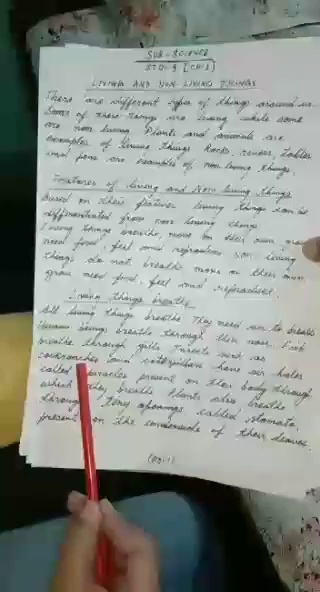 SUB - SCIENCE
STD - 3 [CH-1]
LIVING AND NON LIVING THINGS
There are different types of things around us.
Some of these things are living while some
are non living. Plants and animals are
examples of living things. Rocks, rivers, tables
and pens are examples of non living things.
Features of living and Non living things
Based on their features living things can be
differentiated from non living things.
Living things breathe, move on their own,
need food, feel and reproduce. Non living
things do not breathe move on their own
grow need food, feel and reproduce.
Living things breathe
All living things breathe. They need air to breathe
Human beings breathe through their nose. Fish
breathe through gills. Insects such as
cockroaches and caterpillars have air holes
called spiracles present on their body through
which they breathe. Plants also breathe
through tiny openings called stomata,
present on the underside of their leaves.